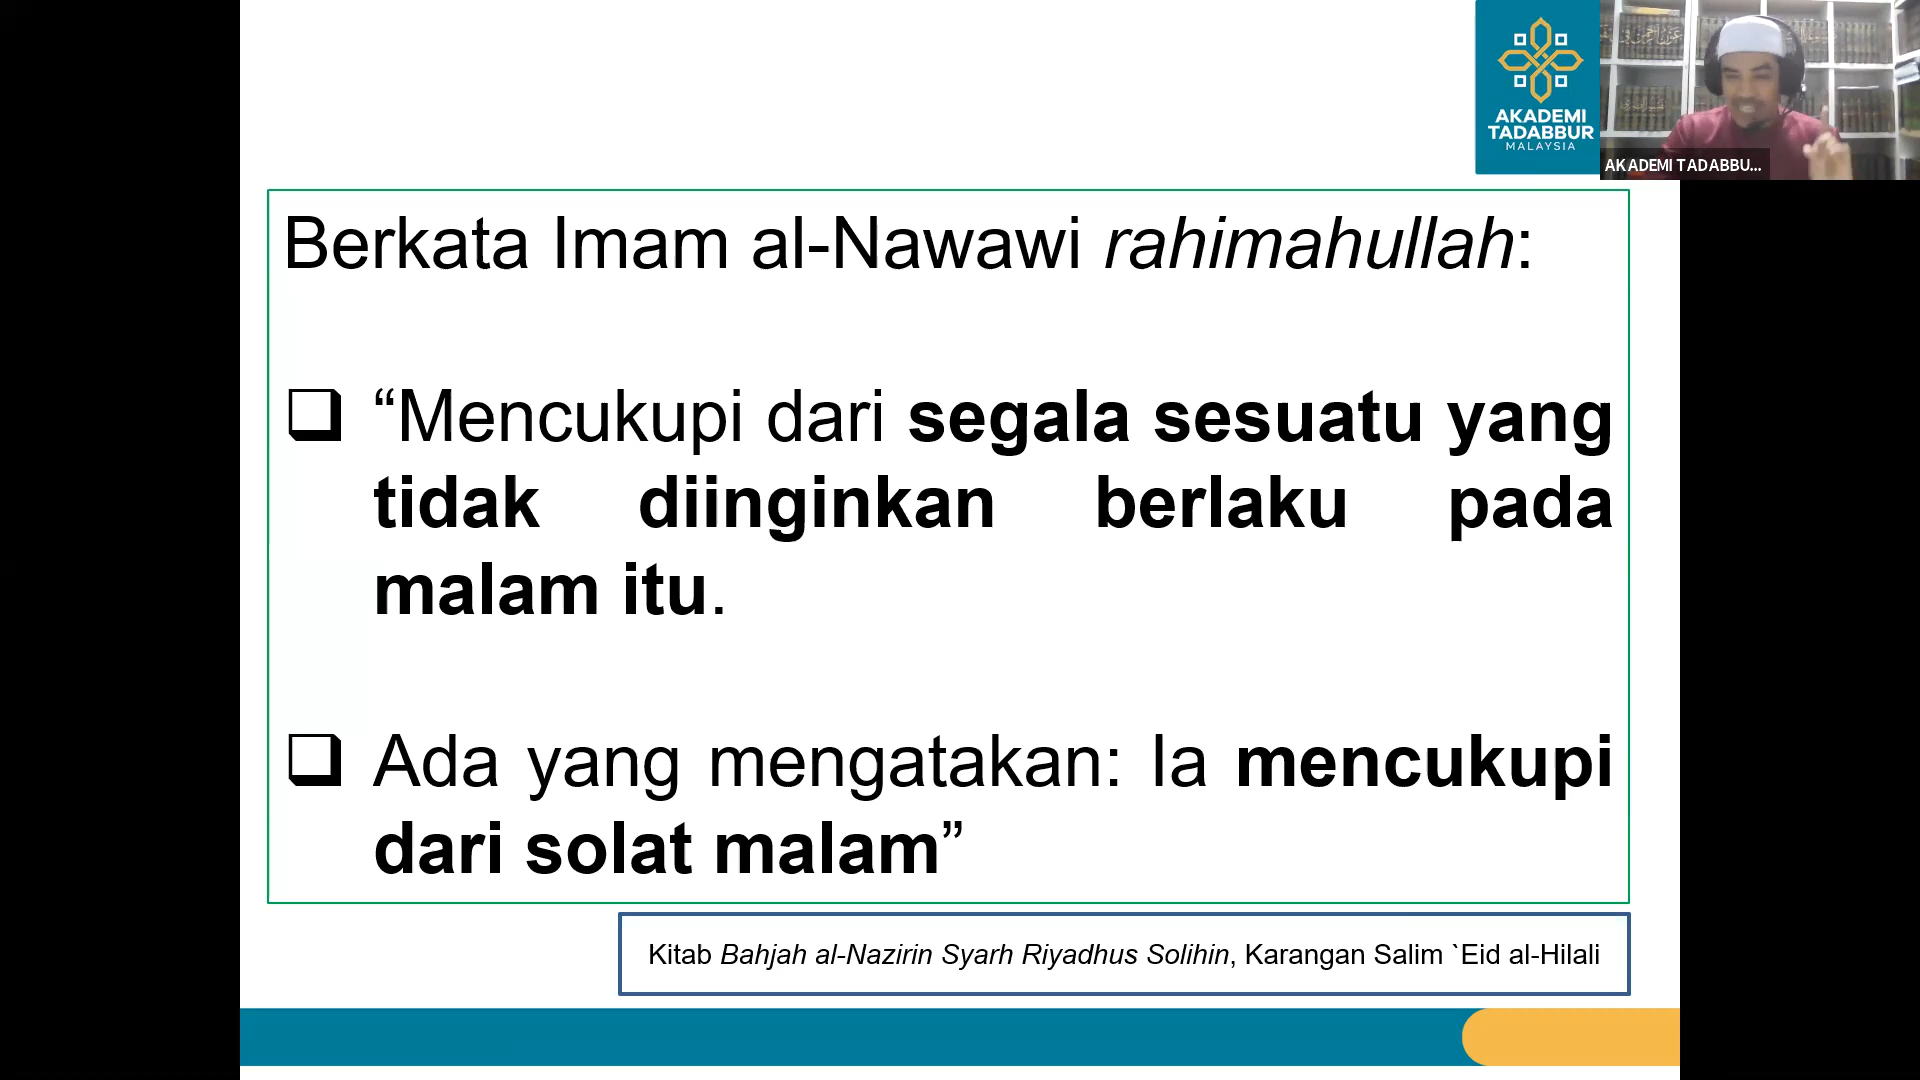 AKADEMI
TADABBUR
MALAYSIA
AKADEMI TADABBU...
Berkata Imam al-Nawawi rahimahullah:
❑ “Mencukupi dari segala sesuatu yang
tidak diinginkan berlaku pada
malam itu.
❑ Ada yang mengatakan: Ia mencukupi
dari solat malam”
Kitab Bahjah al-Nazirin Syarh Riyadhus Solihin, Karangan Salim `Eid al-Hilali